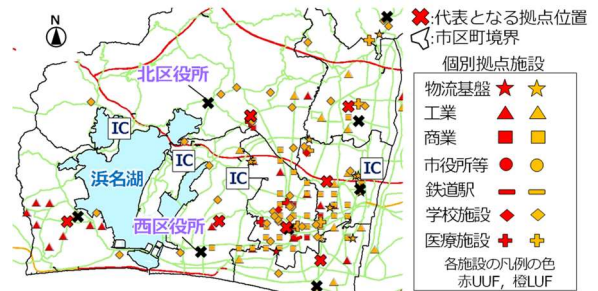 N
北区役所
IC
IC
IC
IC
浜名湖
西区役所
:代表となる拠点位置
:市区町境界
個別拠点施設
物流基盤
工業
商業
市役所等
鉄道駅
学校施設
医療施設
各施設の凡例の色
赤UUF，橙LUF